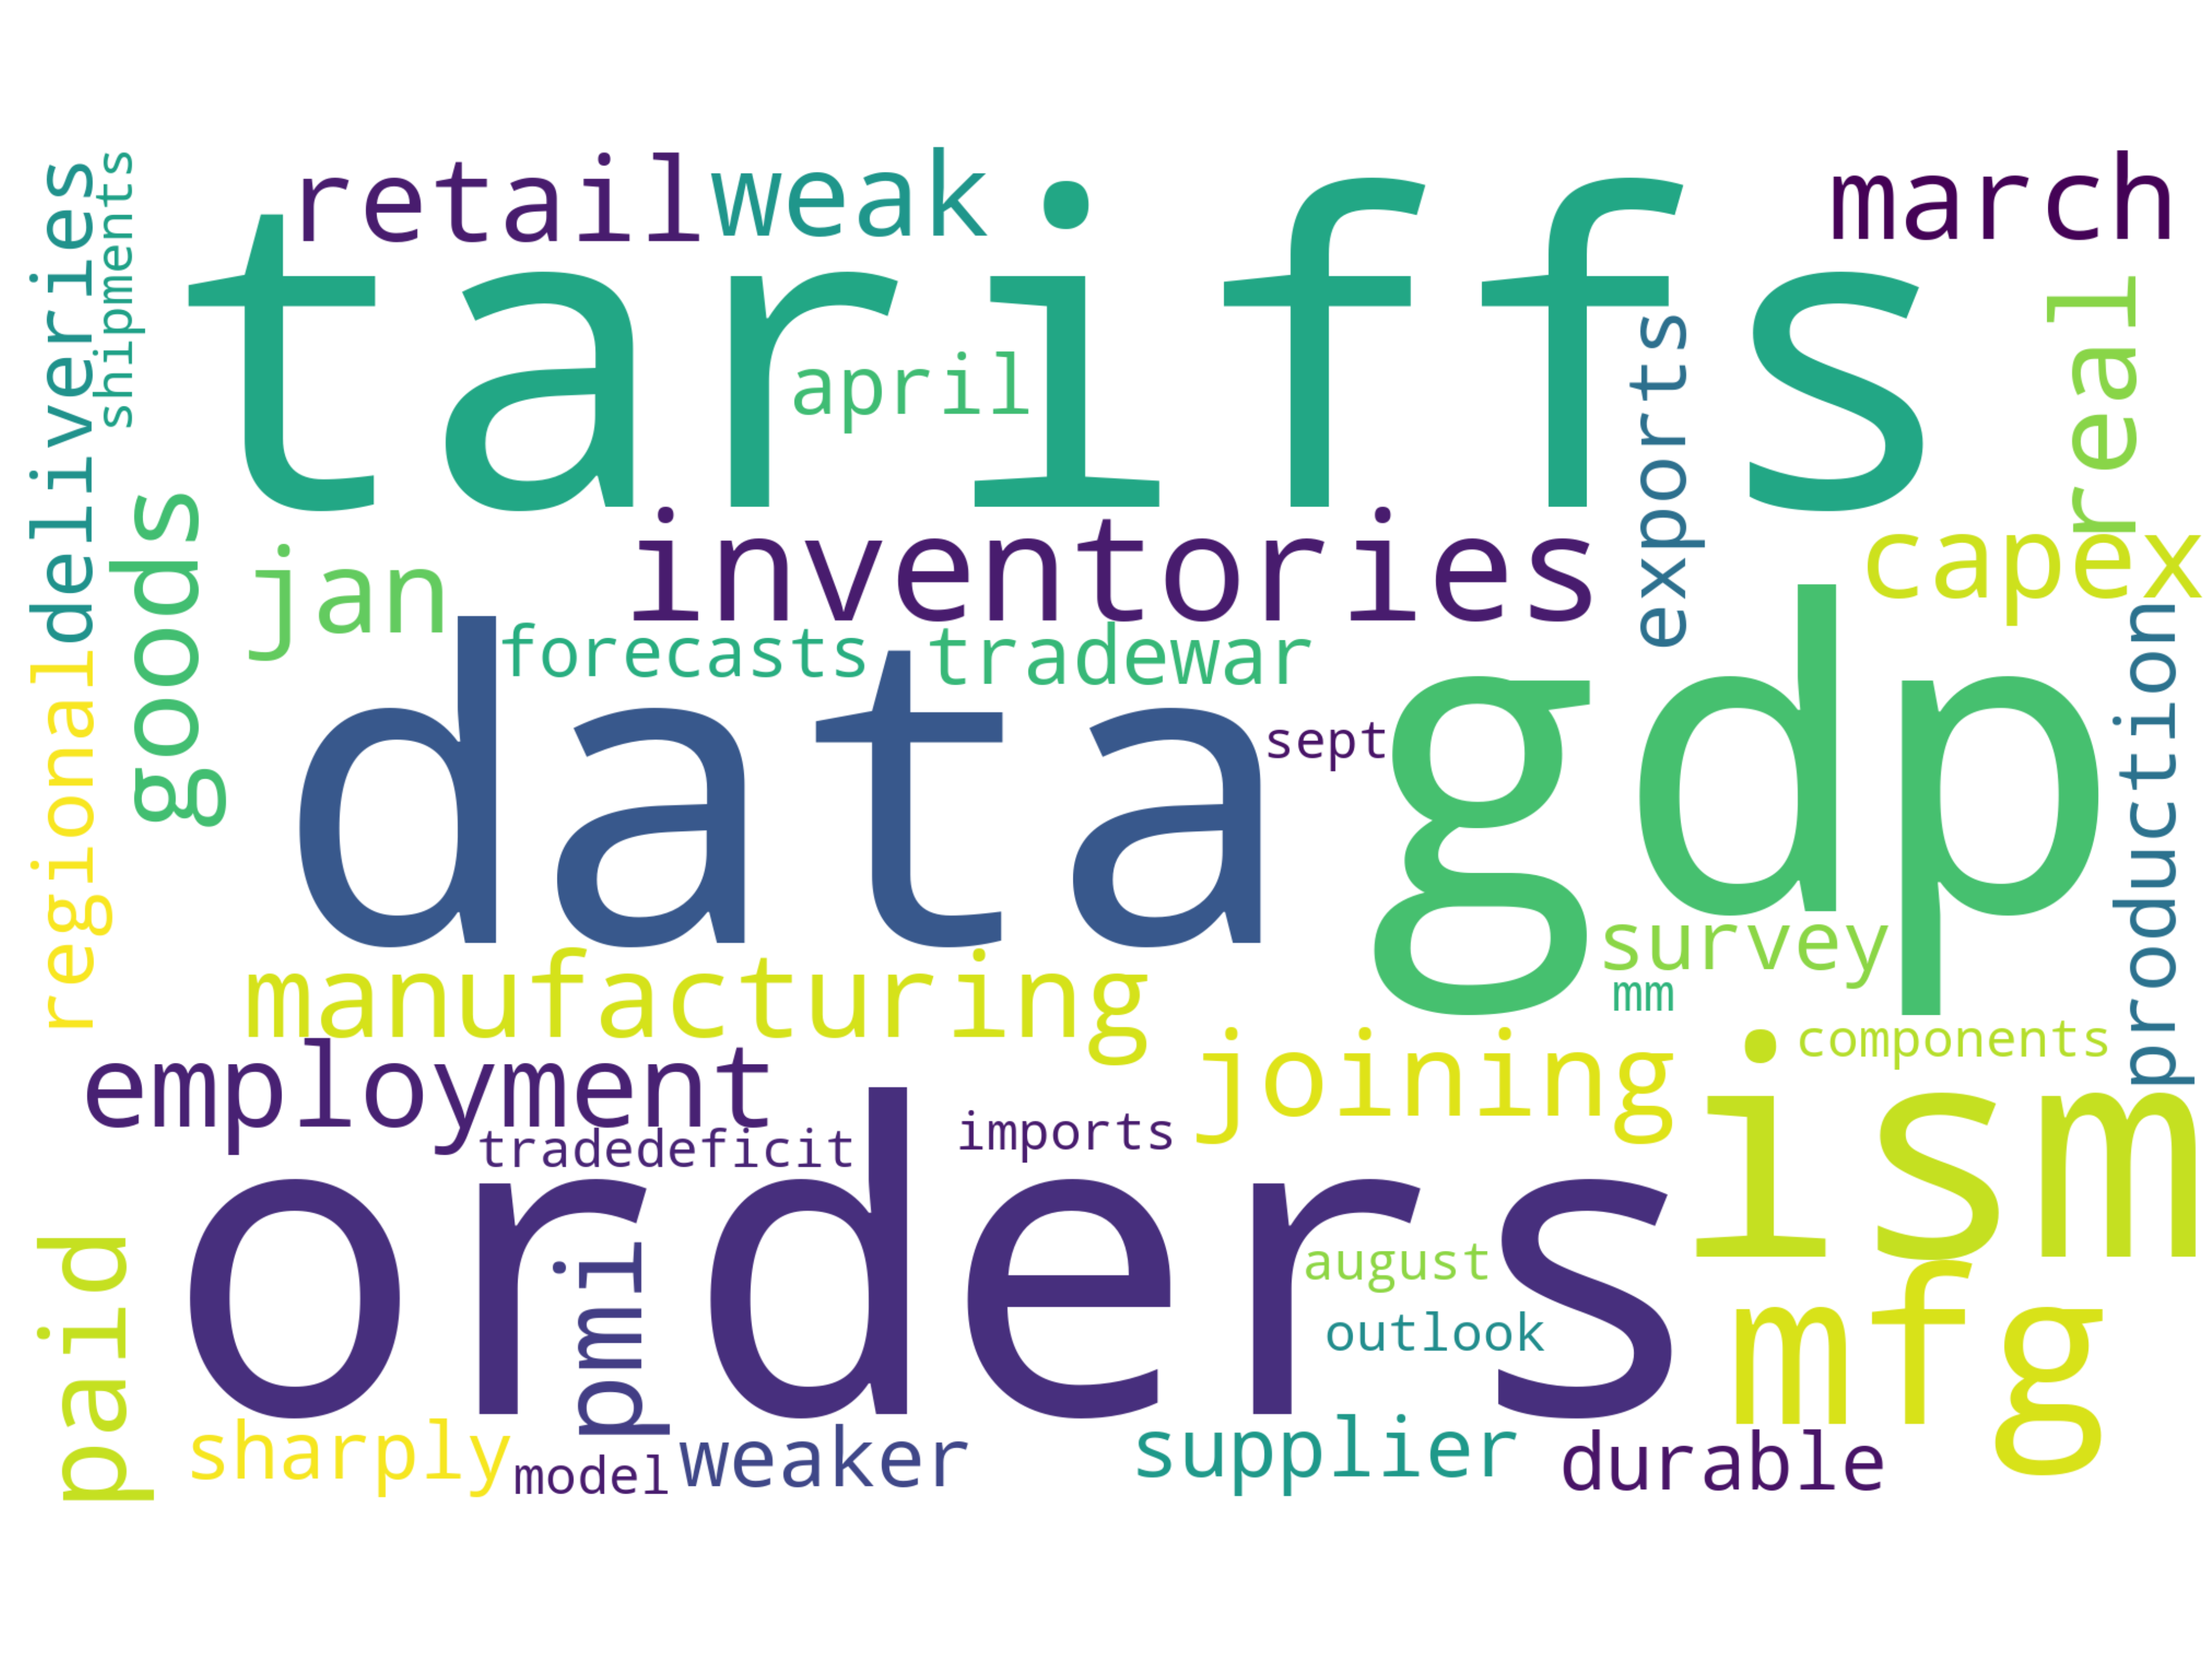 retail
weak
march
tariffs
deliveries
shipments
april
exports
real
goods
jan
inventories
capex
forecasts
tradewar
data
sept
gdp
regional
production
manufacturing
survey
mm
employment
joining
components
ism
tradedeficit
imports
orders
paid
pmi
august
outlook
mfg
sharply
model
weaker
supplier
durable